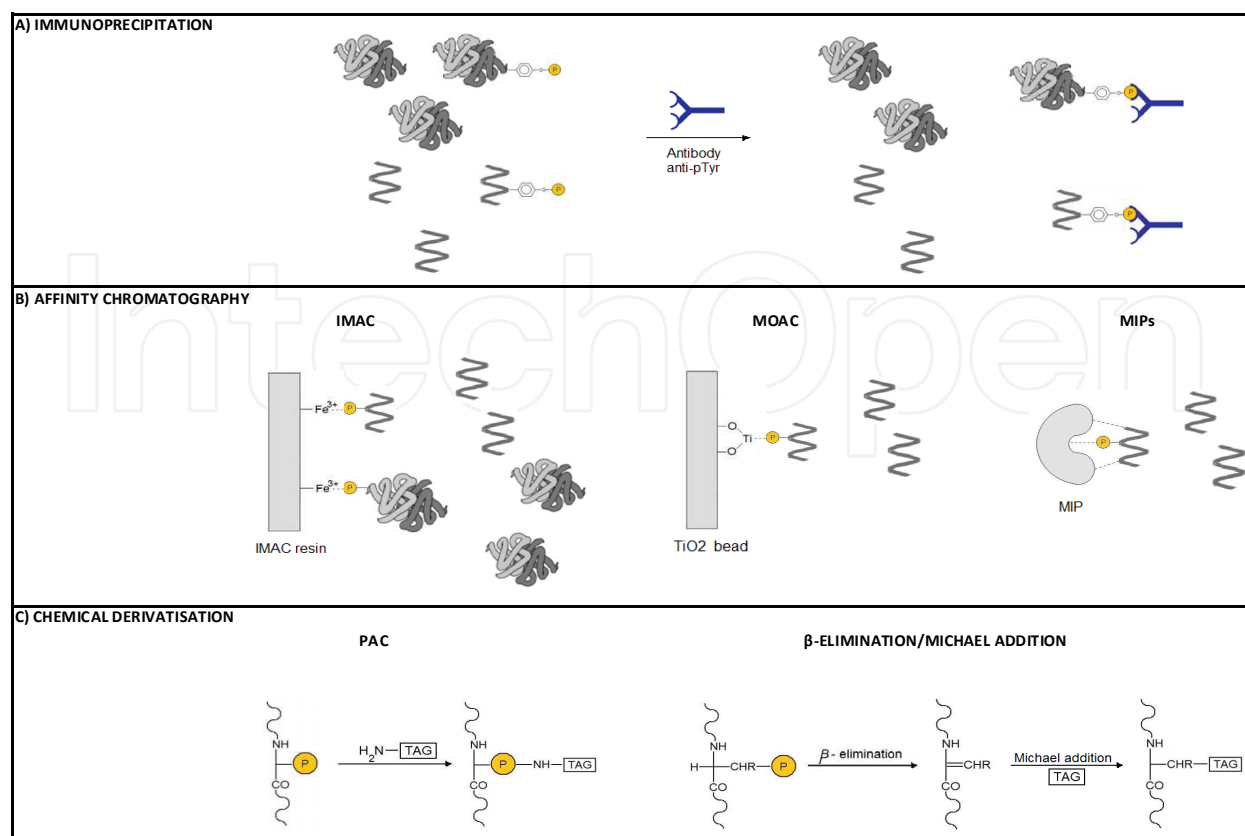 A) IMMUNOPRECIPITATION
P
P
P
P
Antibody
anti-pTyr
IntechOpen
B) AFFINITY CHROMATOGRAPHY
IMAC
MOAC
MIPs
Fe3+
P
Fe3+
P
IMAC resin
O
Ti
P
O
TiO2 bead
P
MIP
C) CHEMICAL DERIVATISATION
PAC
β-ELIMINATION/MICHAEL ADDITION
NH
P
CO
H2N—TAG
NH
P—NH—TAG
CO
NH
H—CHR—P
CO
β- elimination
NH
=CHR
CO
Michael addition
TAG
NH
CHR—TAG
CO